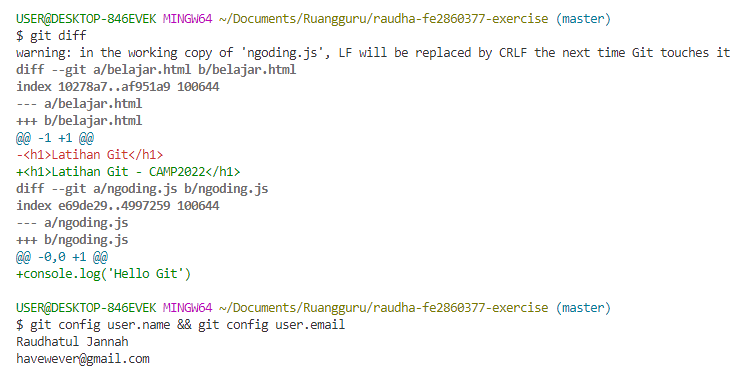 USER@DESKTOP-846EVEK MINGW64 ~/Documents/Ruangguru/raudha-fe2860377-exercise (master)
$ git diff
warning: in the working copy of 'ngoding.js', LF will be replaced by CRLF the next time Git touches it
diff --git a/belajar.html b/belajar.html
index 10278a7..af951a9 100644
--- a/belajar.html
+++ b/belajar.html
@@ -1 +1 @@
-<h1>Latihan Git</h1>
+<h1>Latihan Git - CAMP2022</h1>
diff --git a/ngoding.js b/ngoding.js
index e69de29..4997259 100644
--- a/ngoding.js
+++ b/ngoding.js
@@ -0,0 +1 @@
+console.log('Hello Git')
USER@DESKTOP-846EVEK MINGW64 ~/Documents/Ruangguru/raudha-fe2860377-exercise (master)
$ git config user.name && git config user.email
Raudhatul Jannah
havewever@gmail.com